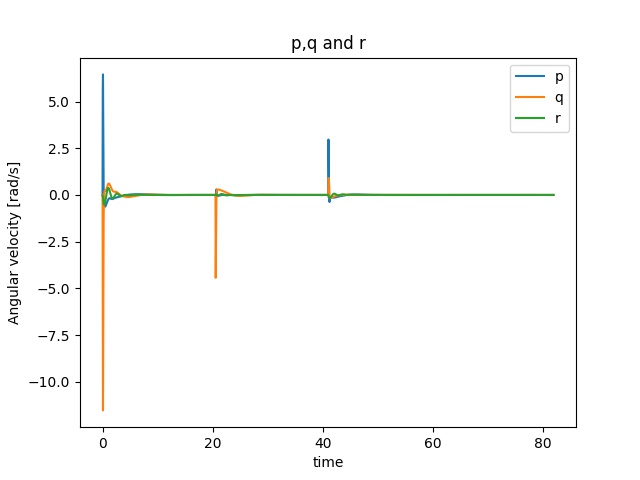 p,q and r
p
q
r
5.0
2.5
0.0
−2.5
−5.0
−7.5
−10.0
Angular velocity [rad/s]
0 20 40 60 80
time